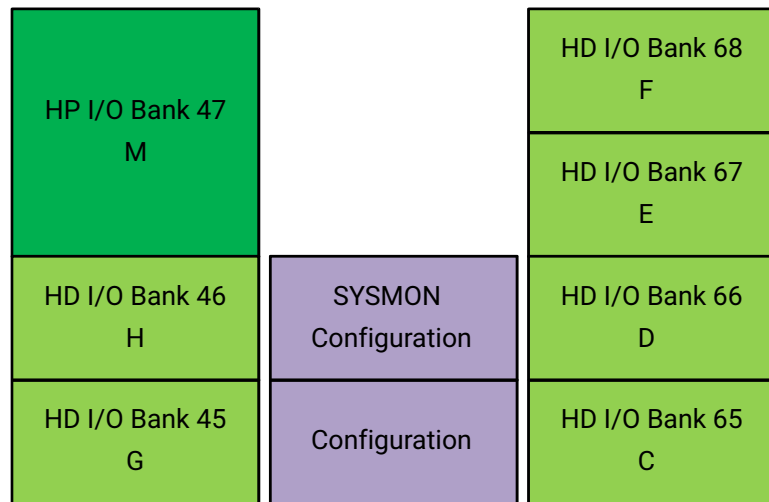 HP I/O Bank 47
M
HD I/O Bank 46
H
HD I/O Bank 45
G
SYSMON
Configuration
Configuration
HD I/O Bank 68
F
HD I/O Bank 67
E
HD I/O Bank 66
D
HD I/O Bank 65
C